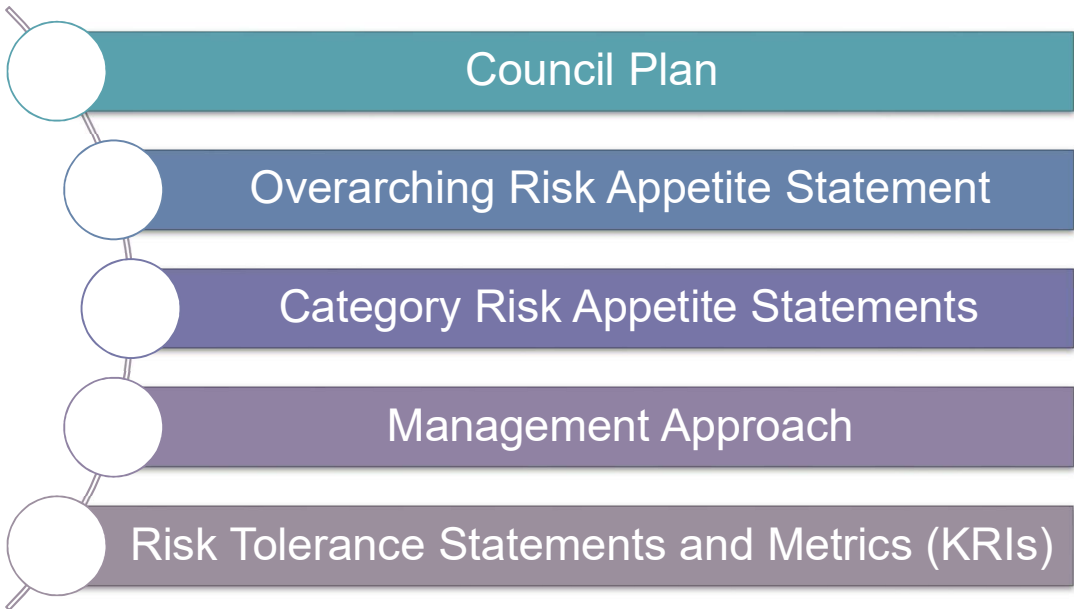 Council Plan
Overarching Risk Appetite Statement
Category Risk Appetite Statements
Management Approach
Risk Tolerance Statements and Metrics (KRIs)